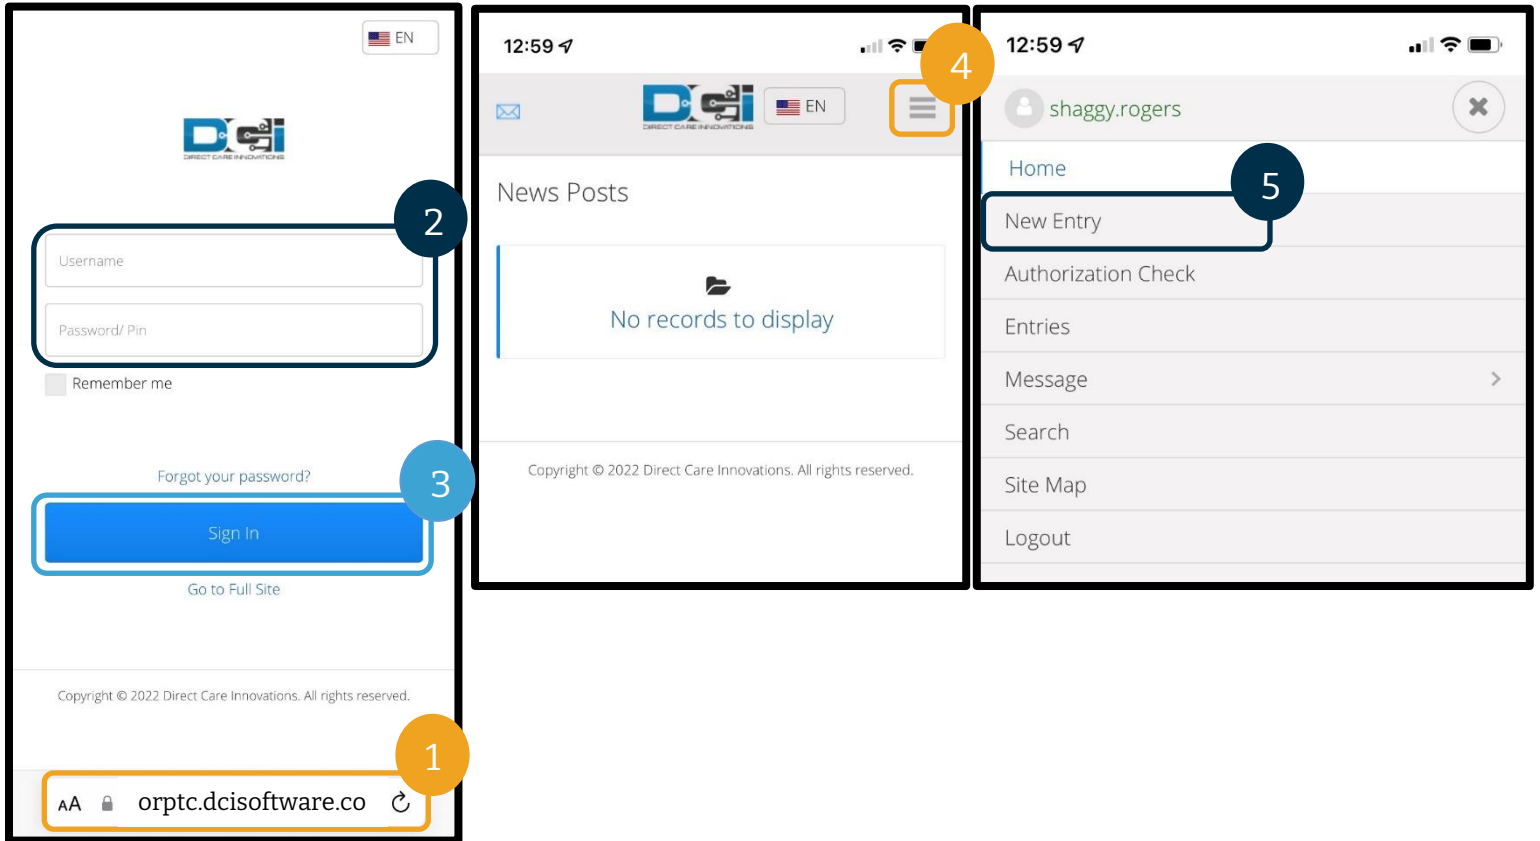 EN
DCI
DIRECT CARE INNOVATIONS
2
Username
Password/ Pin
Remember me
Forgot your password?
3
Sign In
Go to Full Site
Copyright © 2022 Direct Care Innovations. All rights reserved.
1
AA orptc.dcisoftware.co
12:59
4
DCI
DIRECT CARE INNOVATIONS
EN
News Posts
No records to display
Copyright © 2022 Direct Care Innovations. All rights reserved.
12:59
shaggy.rogers
Home
5
New Entry
Authorization Check
Entries
Message
Search
Site Map
Logout